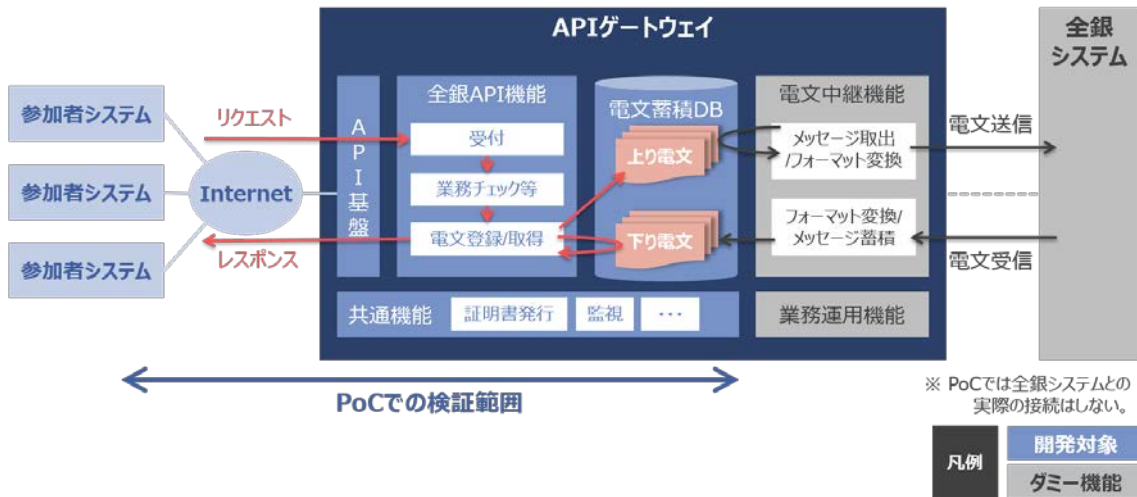 APIゲートウェイ
全銀
システム
参加者システム
参加者システム
参加者システム
Internet
リクエスト
レスポンス
API基盤
全銀API機能
受付
業務チェック等
電文登録/取得
電文蓄積DB
上り電文
下り電文
電文中継機能
メッセージ取出
/フォーマット変換
フォーマット変換/
メッセージ蓄積
電文送信
電文受信
共通機能
証明書発行
監視
・・・
業務運用機能
PoCでの検証範囲
※ PoCでは全銀システムとの
実際の接続はしない。
凡例
開発対象
ダミー機能